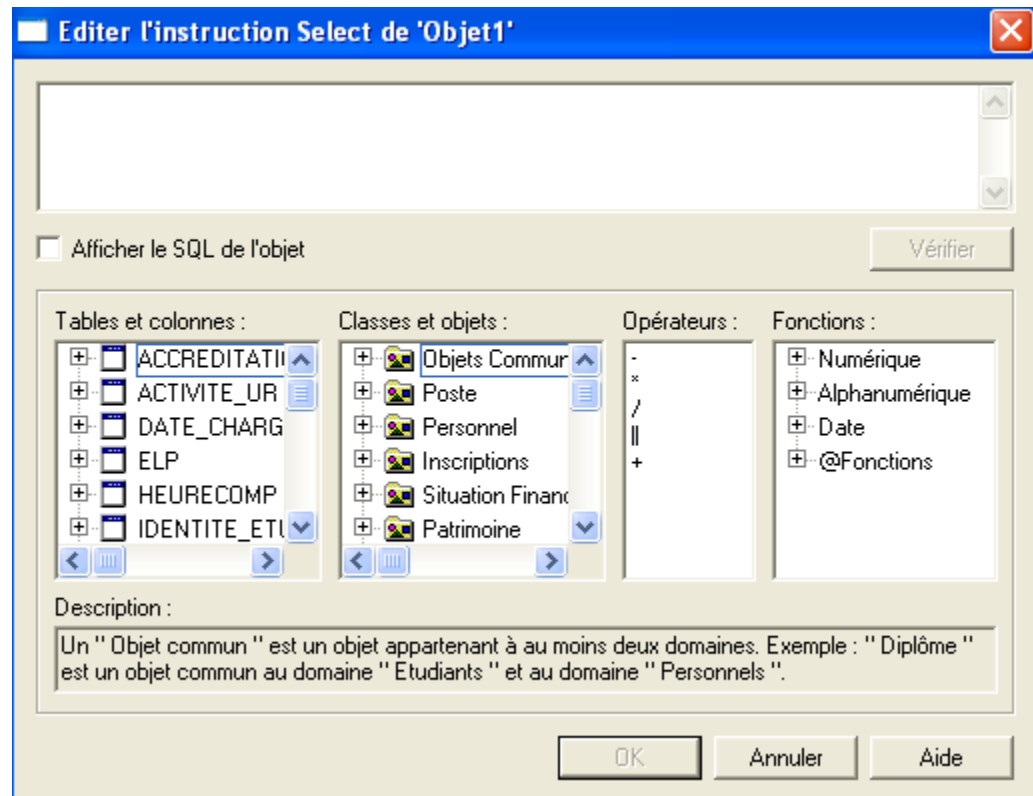 Editer l'instruction Select de 'Objet1'
Afficher le SQL de l'objet
Vérifier
Tables et colonnes :
ACCREDITATI
ACTIVITE_UR
DATE_CHARG
ELP
HEURECOMP
IDENTITE_ETU
Classes et objets :
Objets Commun
Poste
Personnel
Inscriptions
Situation Financ
Patrimoine
Opérateurs :
-
*
/
||
+
Fonctions :
Numérique
Alphanumérique
Date
@Fonctions
Description :
Un " Objet commun " est un objet appartenant à au moins deux domaines. Exemple : " Diplôme "
est un objet commun au domaine " Etudiants " et au domaine " Personnels ".
OK
Annuler
Aide